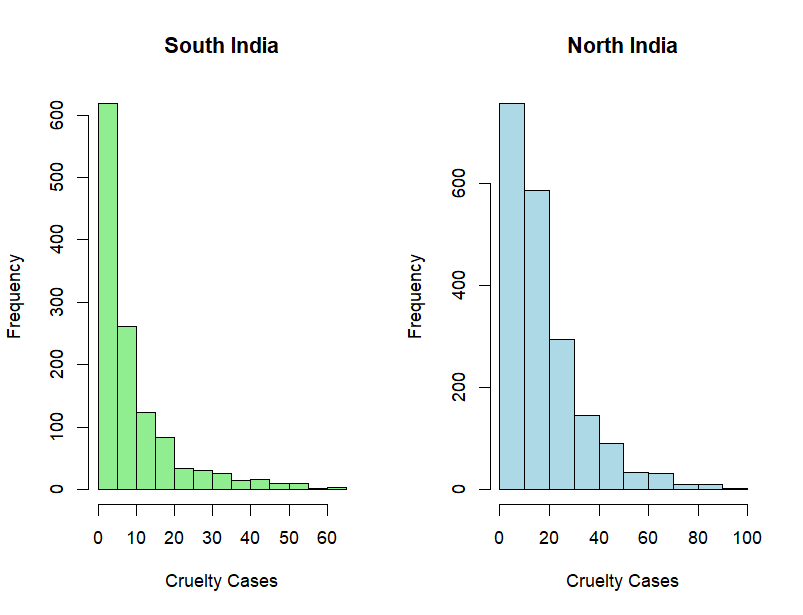 South India
Frequency
600
500
400
300
200
100
0
0 10 20 30 40 50 60
Cruelty Cases
North India
Frequency
600
400
200
0
0 20 40 60 80 100
Cruelty Cases